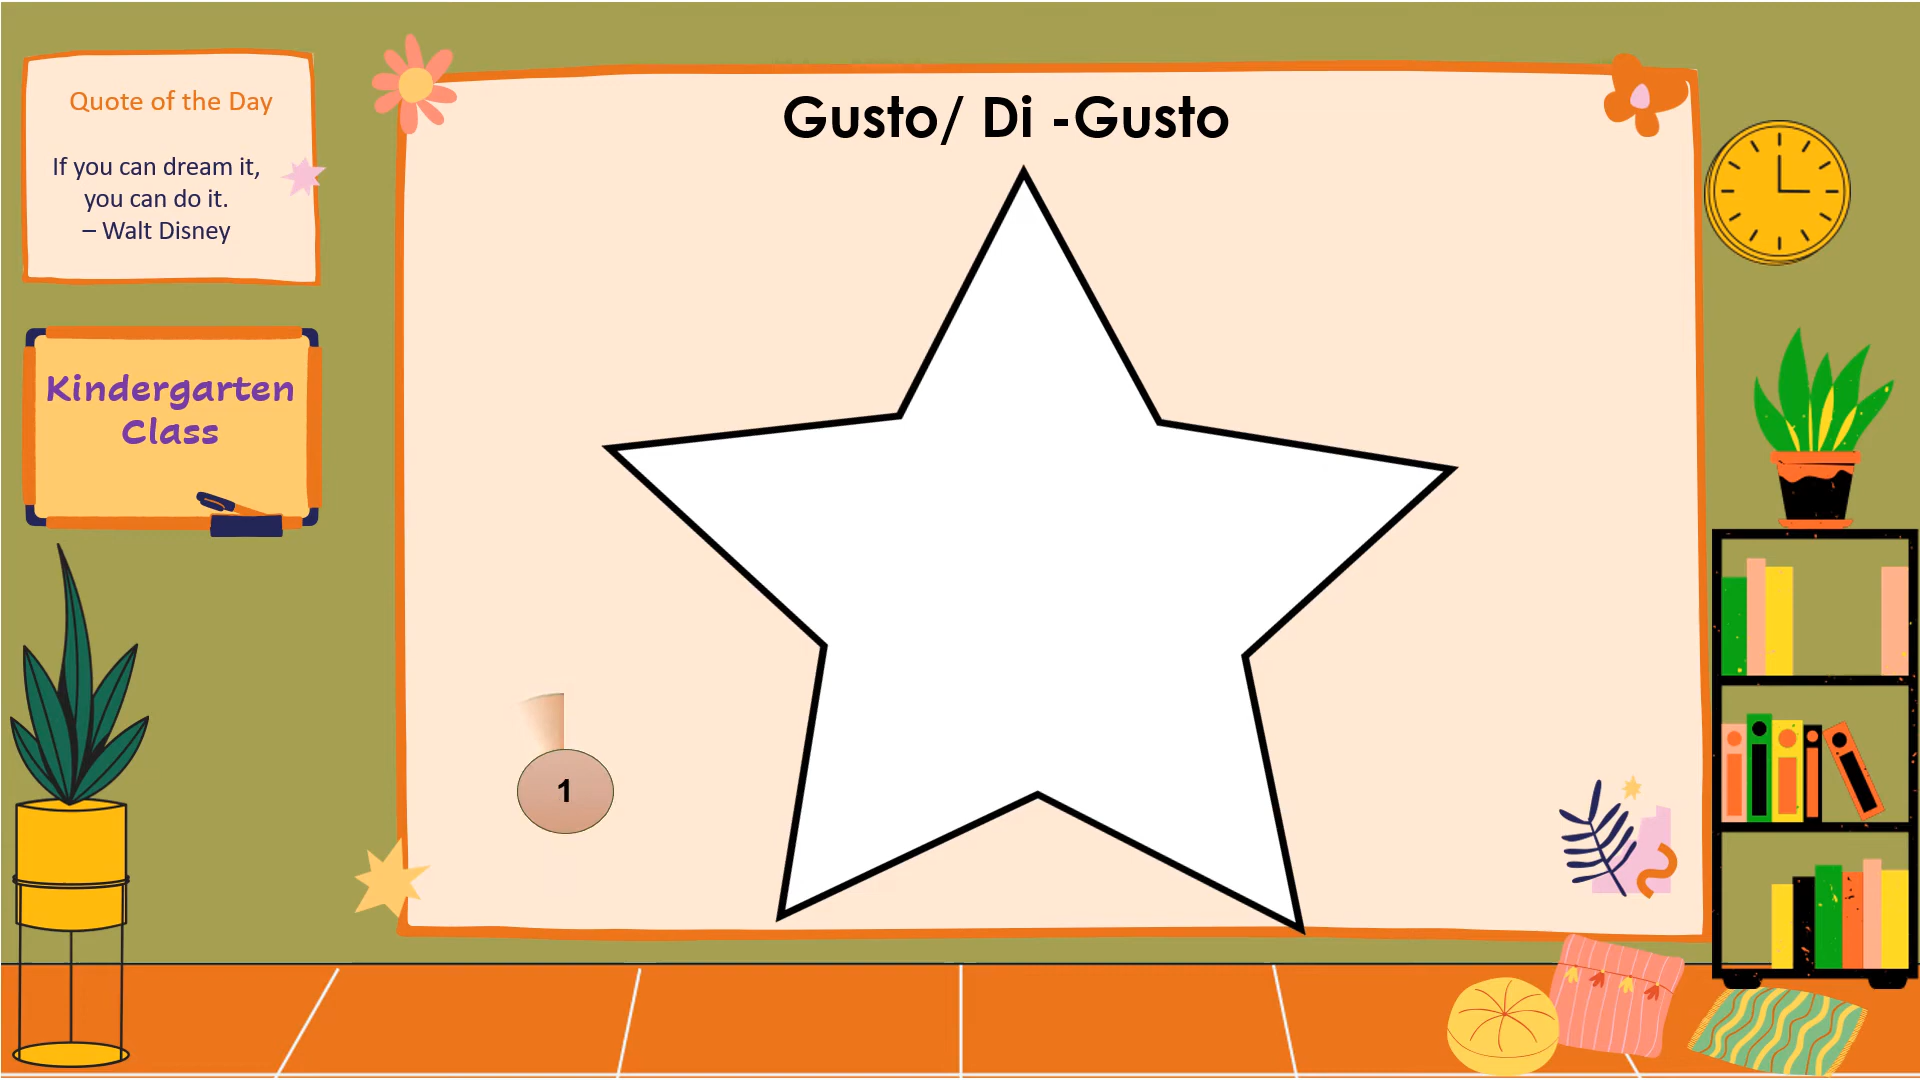 Quote of the Day
If you can dream it,
you can do it.
– Walt Disney
Gusto/ Di -Gusto
Kindergarten
Class
1